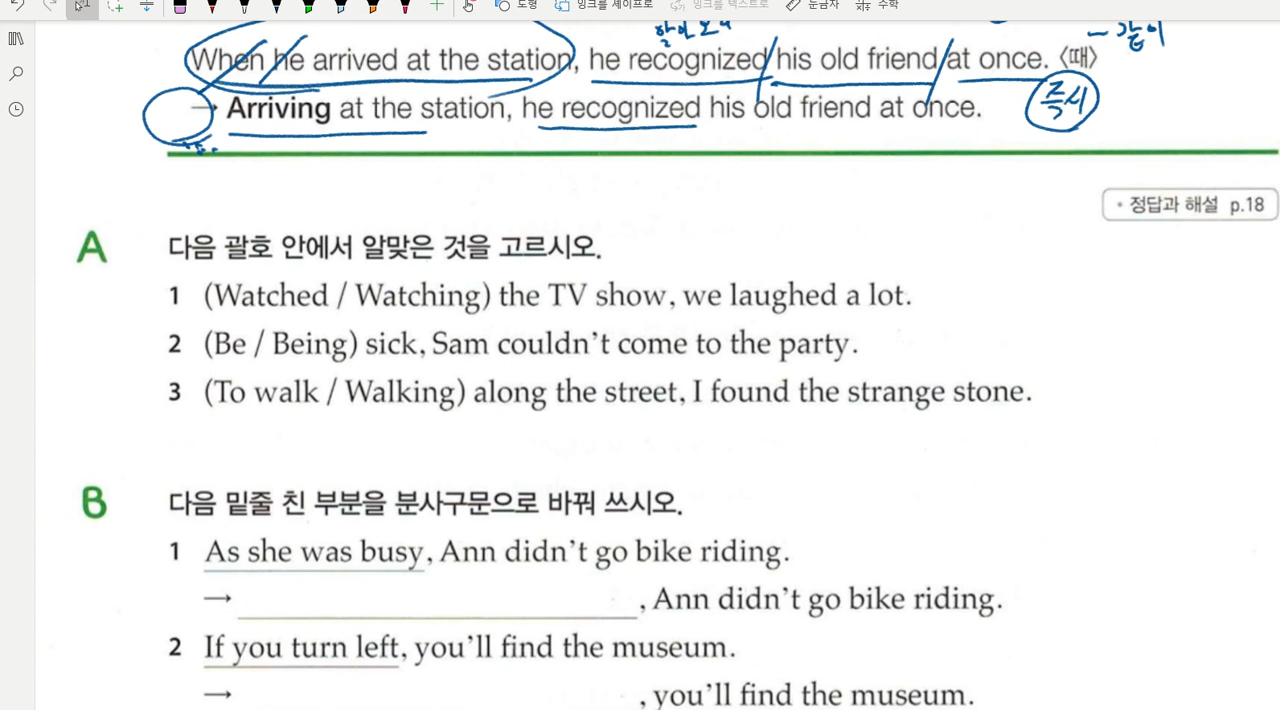 도형 잉크를 셰이프로 잉크를 텍스트로 눈금자 수학
When he arrived at the station, he recognized his old friend at once. <때>
~같이
→ Arriving at the station, he recognized his old friend at once.
즉시
• 정답과 해설 p.18
A 다음 괄호 안에서 알맞은 것을 고르시오.
1 (Watched / Watching) the TV show, we laughed a lot.
2 (Be / Being) sick, Sam couldn't come to the party.
3 (To walk / Walking) along the street, I found the strange stone.
B 다음 밑줄 친 부분을 분사구문으로 바꿔 쓰시오.
1 As she was busy, Ann didn't go bike riding.
→ , Ann didn't go bike riding.
2 If you turn left, you'll find the museum.
→ , you'll find the museum.